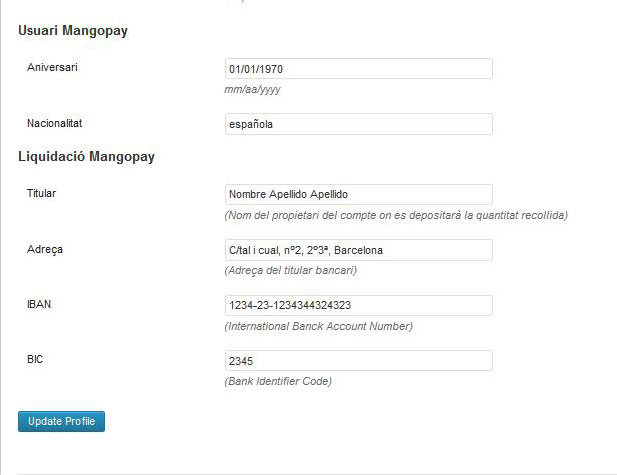 Usuari Mangopay
Aniversari
01/01/1970
mm/aa/yyyy
Nacionalitat
española
Liquidació Mangopay
Titular
Nombre Apellido Apellido
(Nom del propietari del compte on es depositarà la quantitat recollida)
Adreça
C/tal i cual, nº2, 2º3ª, Barcelona
(Adreça del titular bancari)
IBAN
1234-23-1234344324323
(International Banck Account Number)
BIC
2345
(Bank Identifier Code)
Update Profile